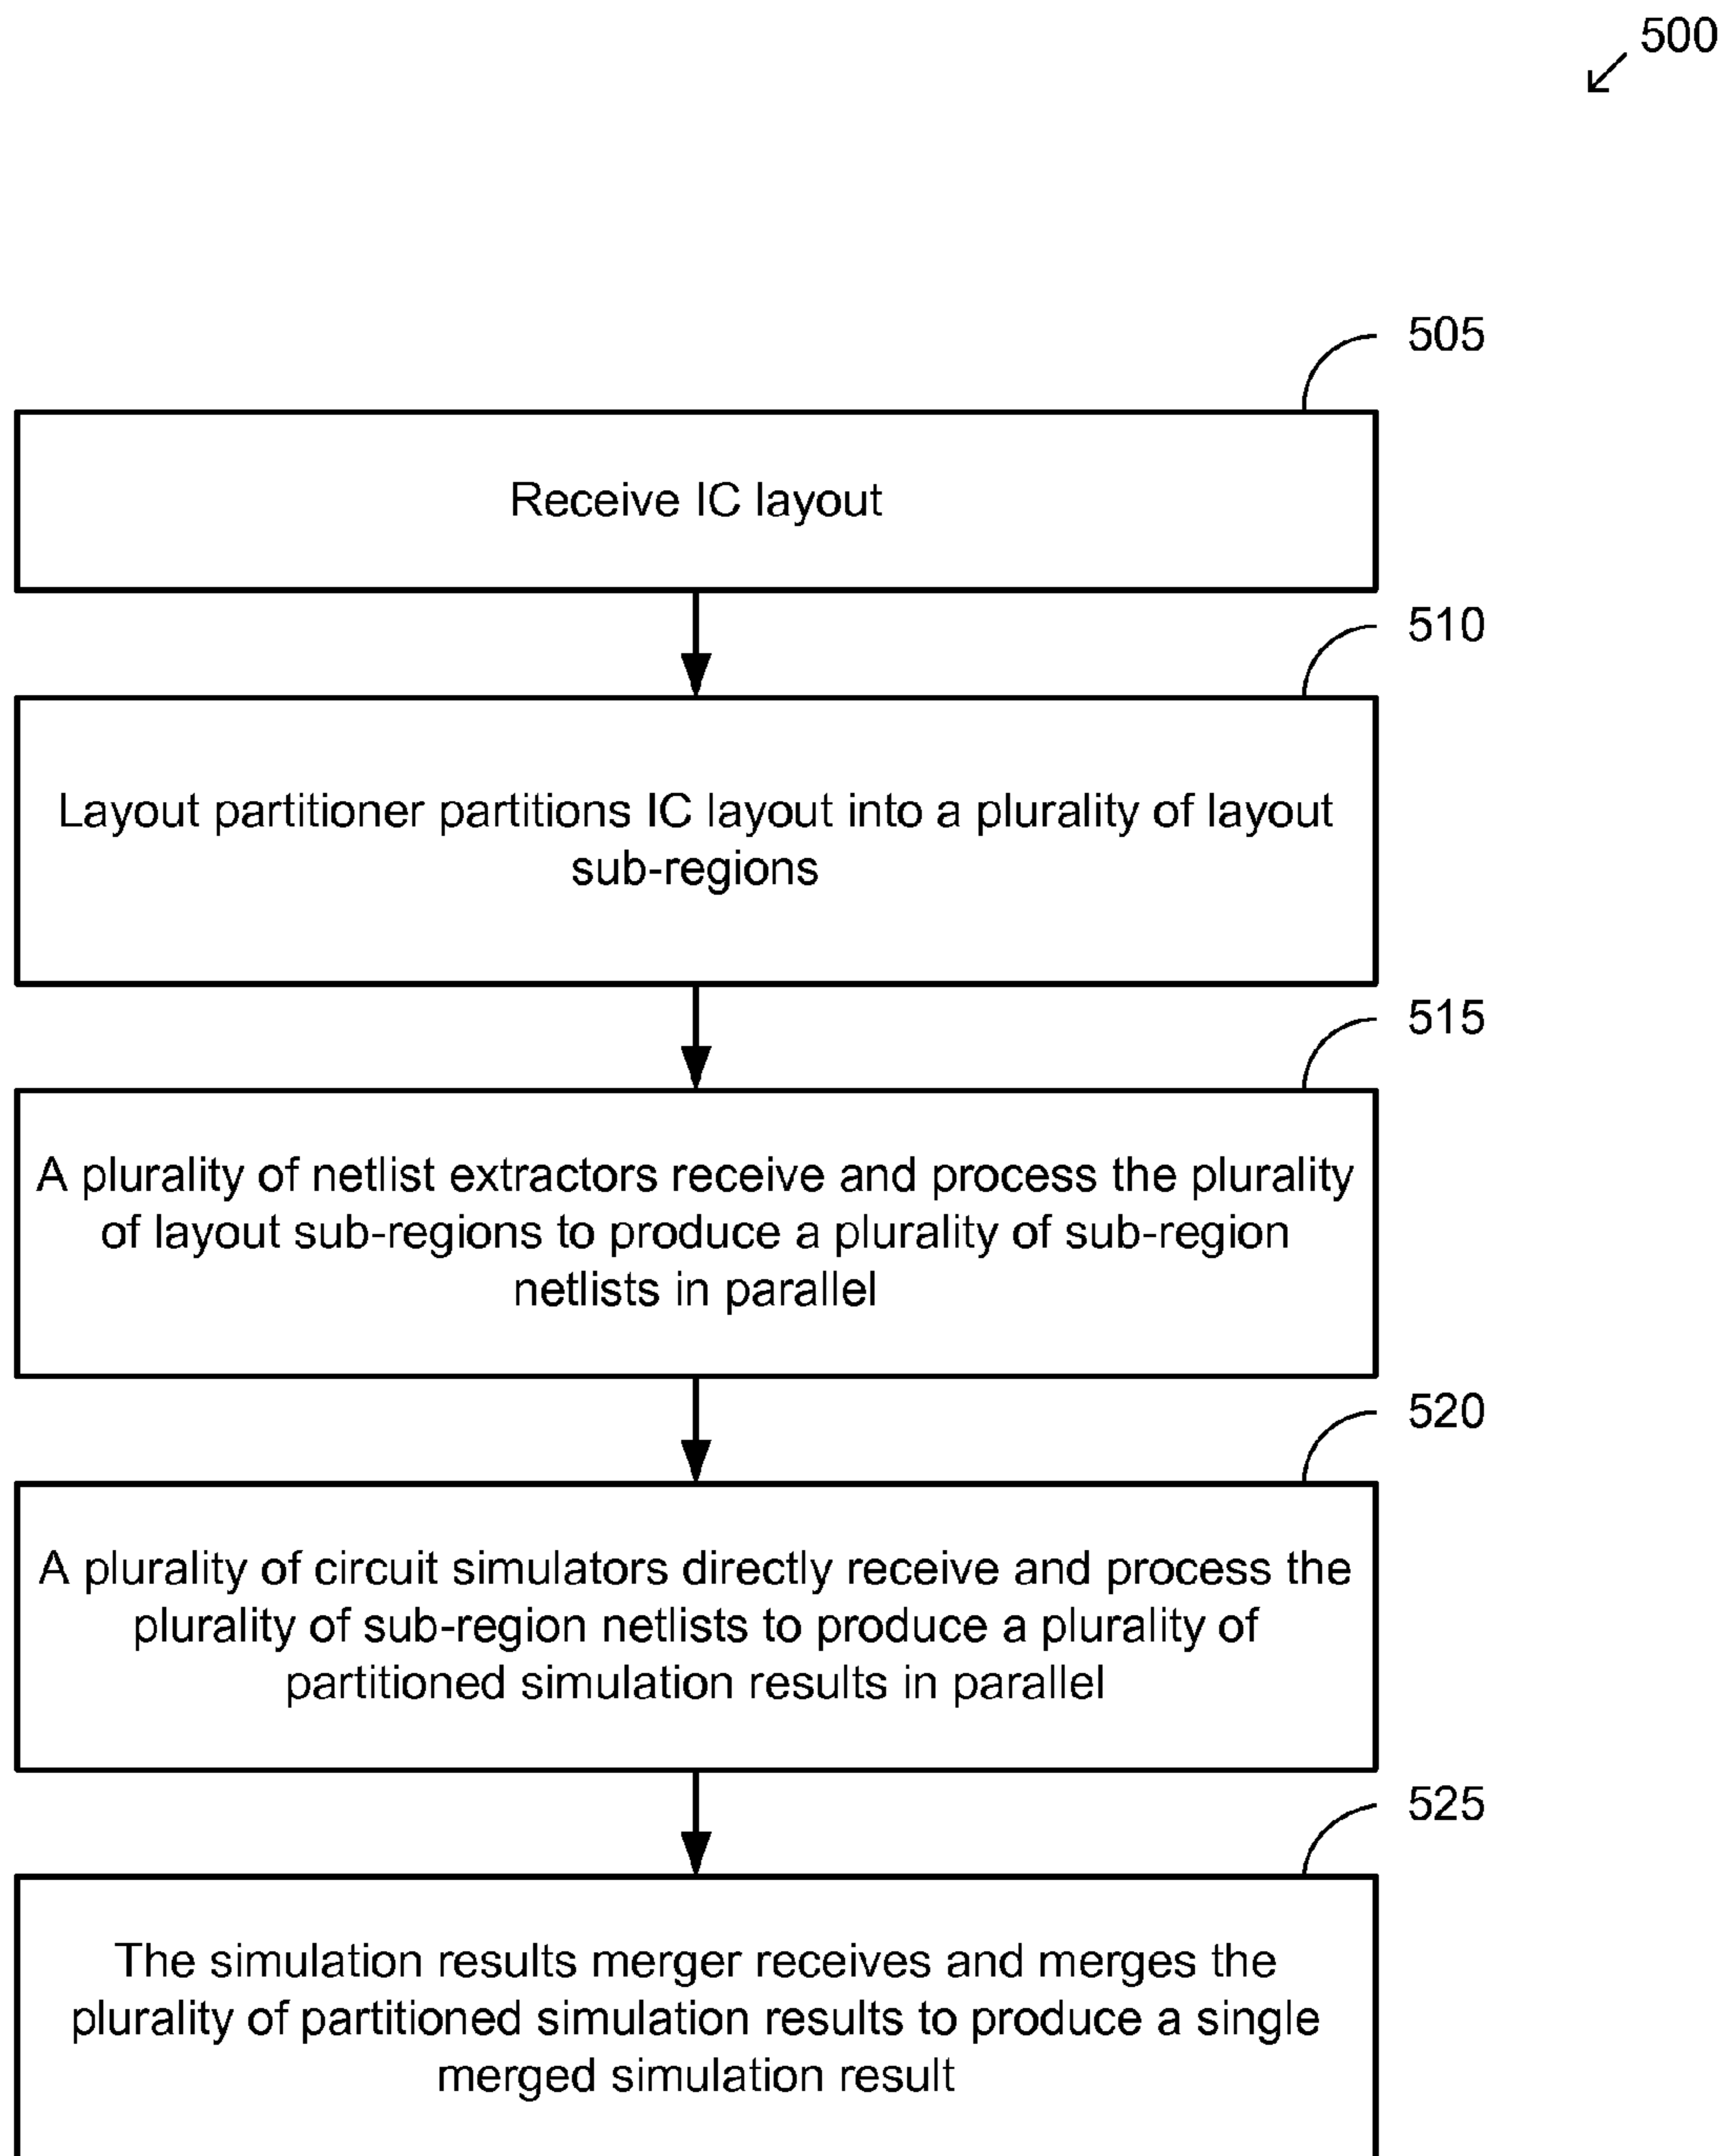 500
505
Receive IC layout
510
Layout partitioner partitions IC layout into a plurality of layout
sub-regions
515
A plurality of netlist extractors receive and process the plurality
of layout sub-regions to produce a plurality of sub-region
netlists in parallel
520
A plurality of circuit simulators directly receive and process the
plurality of sub-region netlists to produce a plurality of
partitioned simulation results in parallel
525
The simulation results merger receives and merges the
plurality of partitioned simulation results to produce a single
merged simulation result